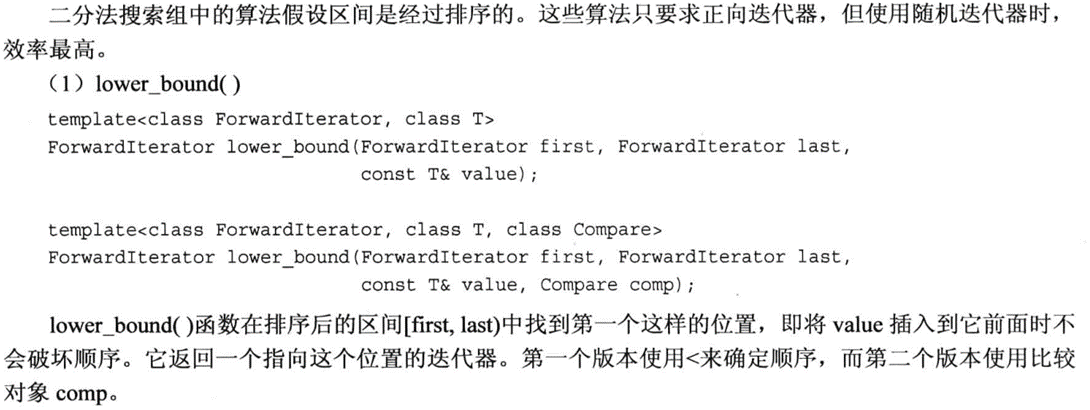 二分法搜索组中的算法假设区间是经过排序的。这些算法只要求正向迭代器，但使用随机迭代器时，
效率最高。
（1）lower_bound( )
template<class ForwardIterator, class T>
ForwardIterator lower_bound(ForwardIterator first, ForwardIterator last,
const T& value);
template<class ForwardIterator, class T, class Compare>
ForwardIterator lower_bound(ForwardIterator first, ForwardIterator last,
const T& value, Compare comp);
lower_bound( )函数在排序后的区间[first, last)中找到第一个这样的位置，即将 value 插入到它前面时不
会破坏顺序。它返回一个指向这个位置的迭代器。第一个版本使用<来确定顺序，而第二个版本使用比较
对象 comp。